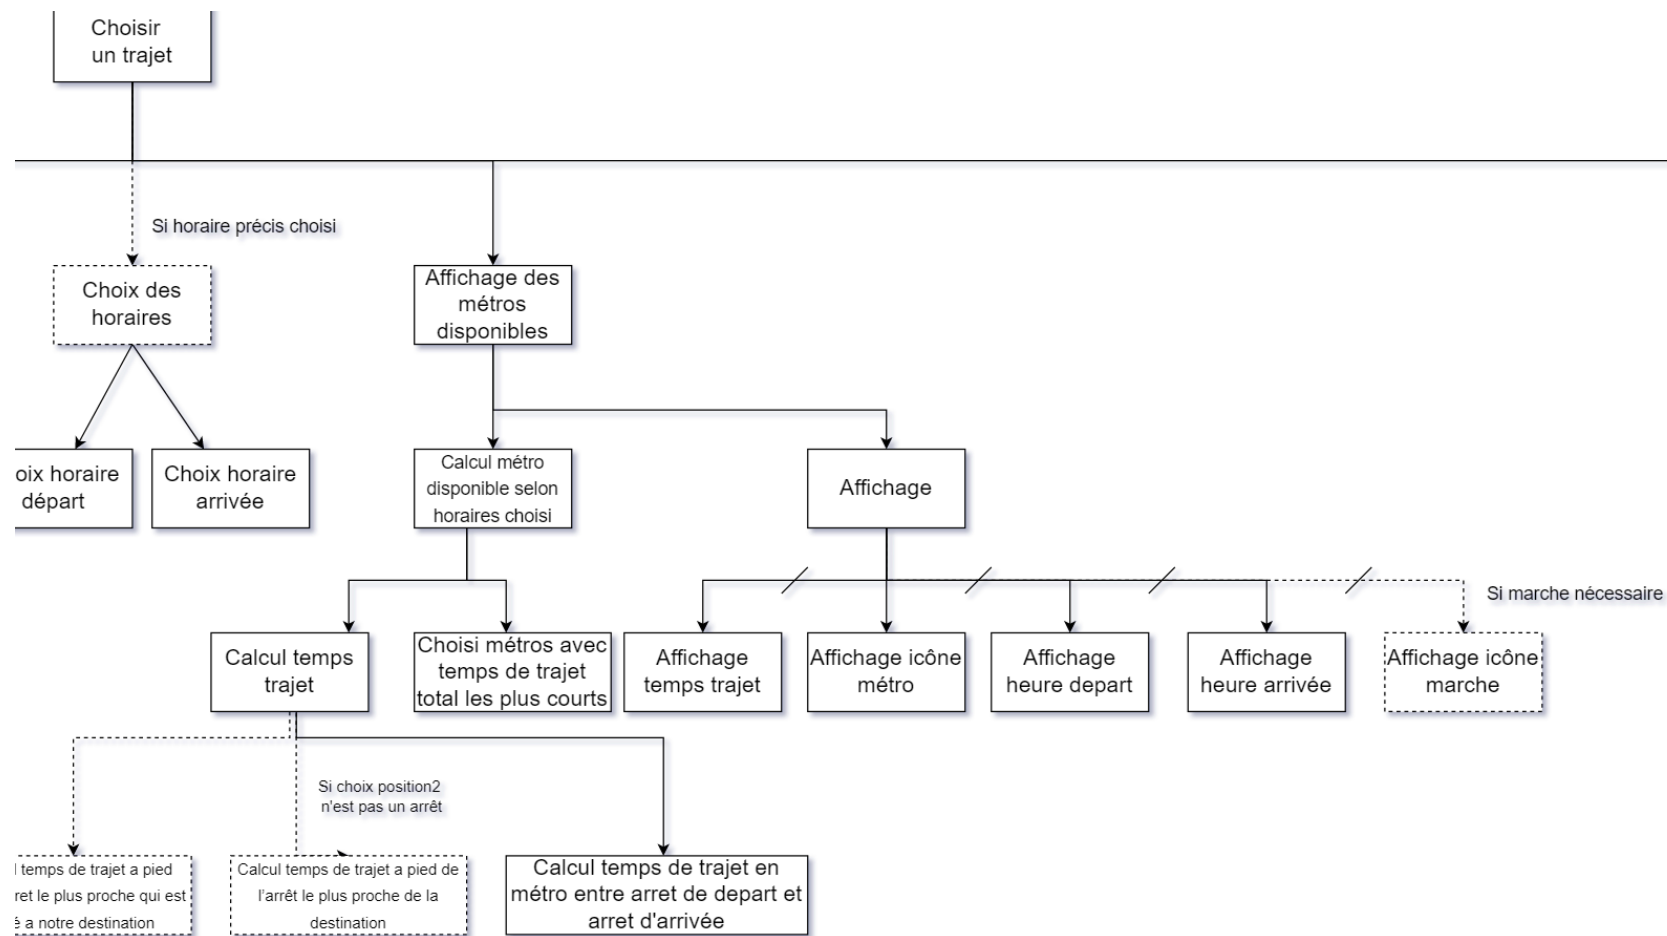 Choisir
un trajet
Si horaire précis choisi
Choix des
horaires
Affichage des
métros
disponibles
oix horaire
départ
Choix horaire
arrivée
Calcul métro
disponible selon
horaires choisi
Affichage
Si marche nécessaire
Calcul temps
trajet
Choisi métros avec
temps de trajet
total les plus courts
Affichage
temps trajet
Affichage icône
métro
Affichage
heure depart
Affichage
heure arrivée
Affichage icône
marche
Si choix position2
n'est pas un arrêt
l temps de trajet a pied
ret le plus proche qui est
é a notre destination
Calcul temps de trajet a pied de
l'arrêt le plus proche de la
destination
Calcul temps de trajet en
métro entre arret de depart et
arret d'arrivée